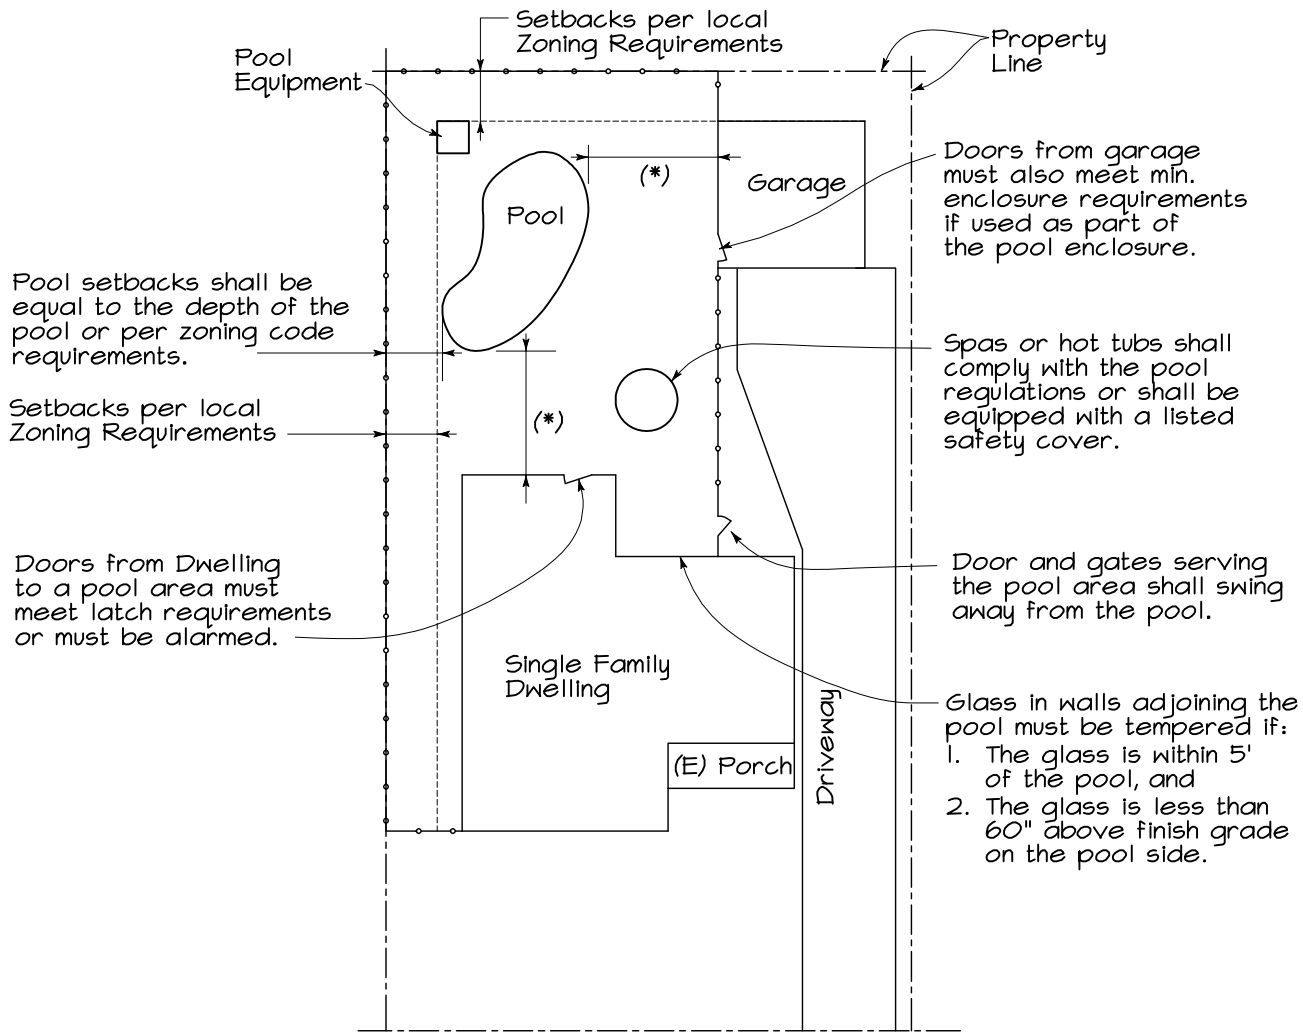 Setbacks per local
Zoning Requirements
Property
Line
Pool
Equipment
Doors from garage
must also meet min.
enclosure requirements
if used as part of
the pool enclosure.
(*)
Garage
Pool
Pool setbacks shall be
equal to the depth of the
pool or per zoning code
requirements.
Spas or hot tubs shall
comply with the pool
regulations or shall be
equipped with a listed
safety cover.
Setbacks per local
Zoning Requirements
(*)
Doors from Dwelling
to a pool area must
meet latch requirements
or must be alarmed.
Door and gates serving
the pool area shall swing
away from the pool.
Single Family
Dwelling
(E) Porch
Driveway
Glass in walls adjoining the
pool must be tempered if:
1. The glass is within 5'
of the pool, and
2. The glass is less than
60" above finish grade
on the pool side.